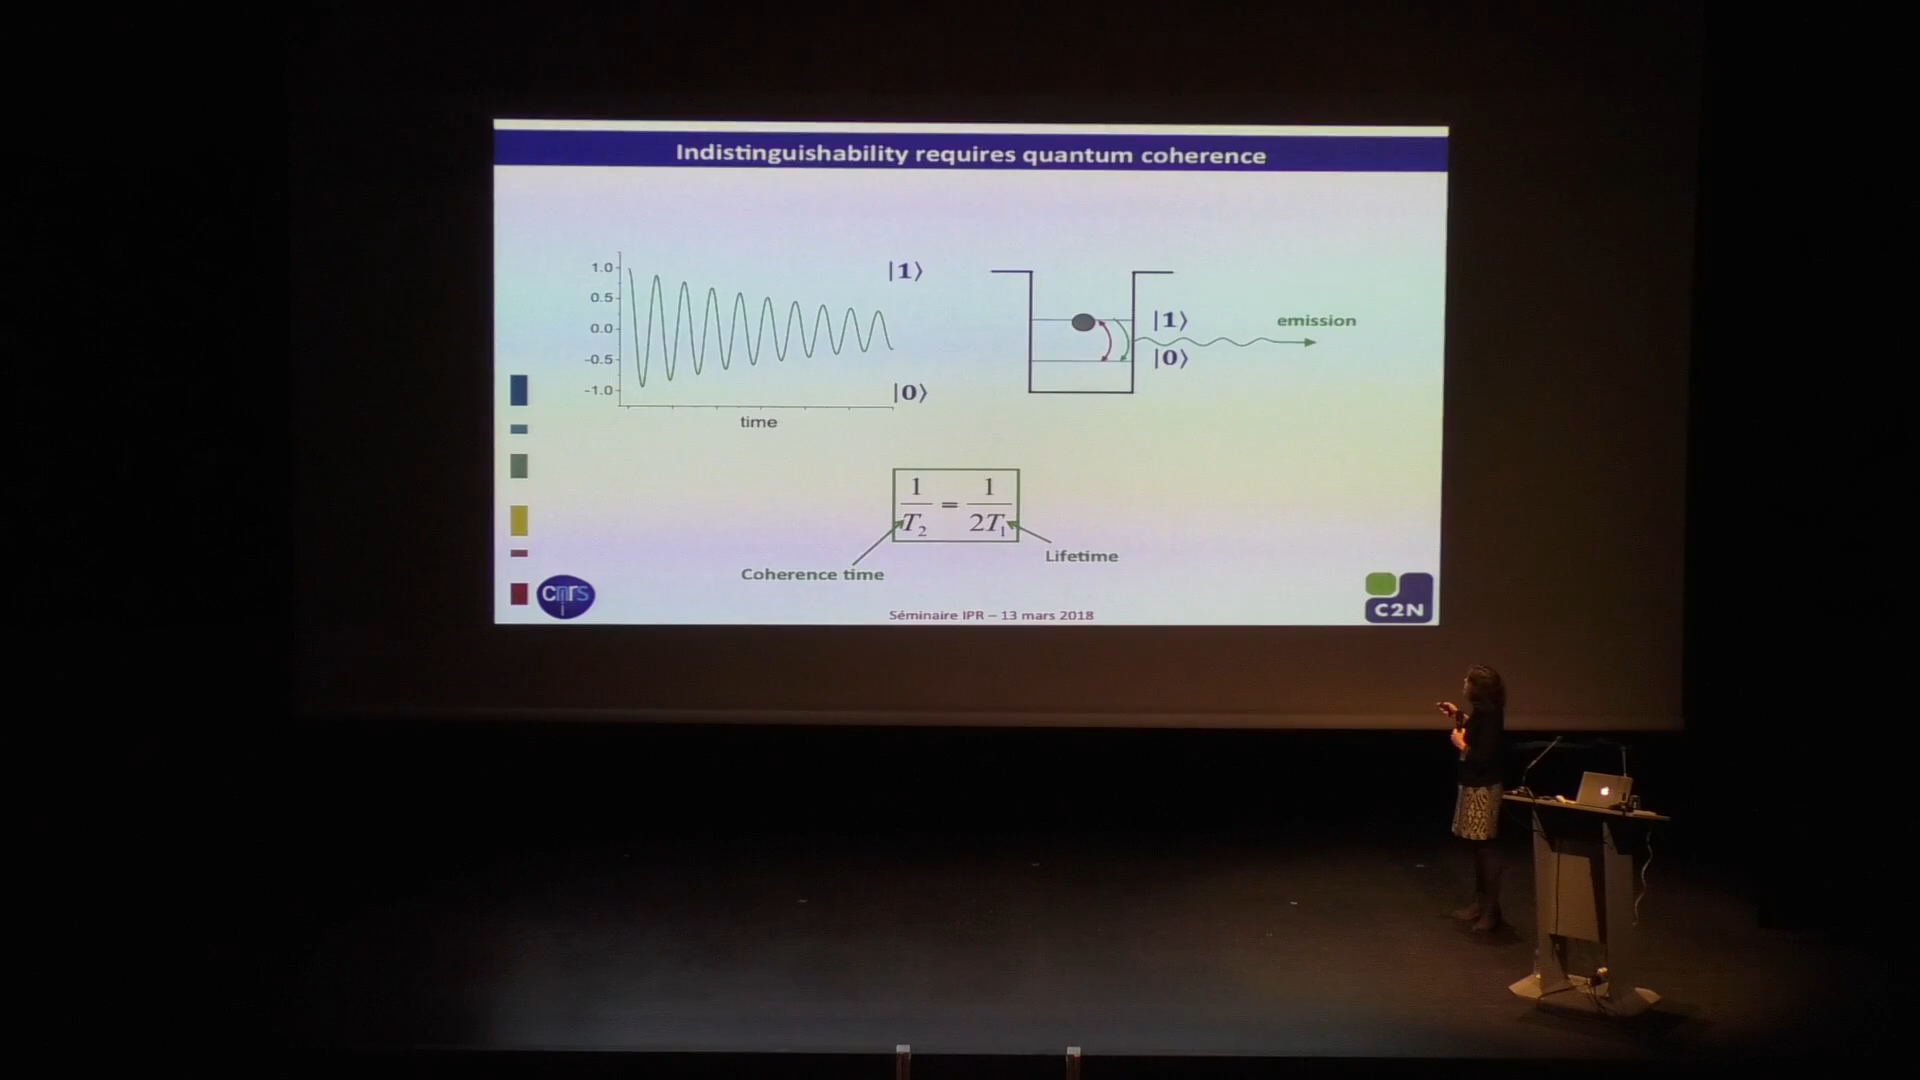 Indistinguishability requires quantum coherence
1.0
0.5
0.0
-0.5
-1.0
time
|1⟩
|0⟩
|1⟩
|0⟩
emission
1/T₂ = 1/2T₁
Coherence time
Lifetime
cnrs
Séminaire IPR – 13 mars 2018
C2N